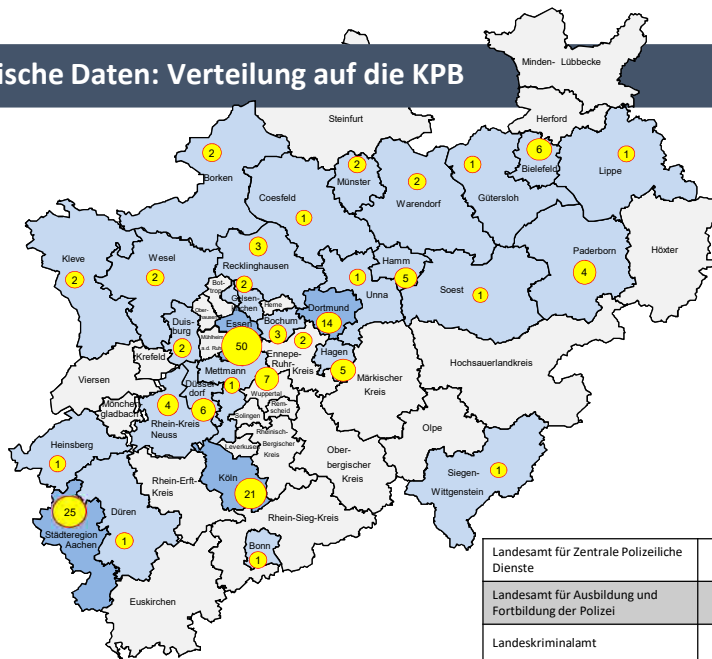 ische Daten: Verteilung auf die KPB
Minden- Lübbecke
Steinfurt
Herford
2
Borken
2
Münster
2
Warendorf
1
Gütersloh
6
Bielefeld
1
Lippe
Coesfeld
1
Kleve
2
Wesel
2
3
Recklinghausen
Hamm
5
1
Unna
Soest
1
Paderborn
4
Höxter
Bot-
trop
2
Gelsen-
kirchen
Herne
Ober-
hausen
Duis-
burg
2
Essen
50
Mühlheim
a.d. Ruhr
Bochum
3
Dortmund
14
2
Ennepe-
Ruhr-
Kreis
Hagen
5
Märkischer
Kreis
Hochsauerlandkreis
Krefeld
Viersen
Mettmann
1
7
Wuppertal
Düssel-
dorf
6
4
Rhein-Kreis
Neuss
Mönchen-
gladbach
Solingen
Rem-
scheid
Rheinisch-
Bergischer
Kreis
Leverkusen
Ober-
bergischer
Kreis
Olpe
Heinsberg
1
Siegen-
Wittgenstein
1
Rhein-Erft-
Kreis
Köln
21
25
Städteregion
Aachen
Düren
1
Rhein-Sieg-Kreis
Bonn
1
Euskirchen
Landesamt für Zentrale Polizeiliche
Dienste
Landesamt für Ausbildung und
Fortbildung der Polizei
Landeskriminalamt